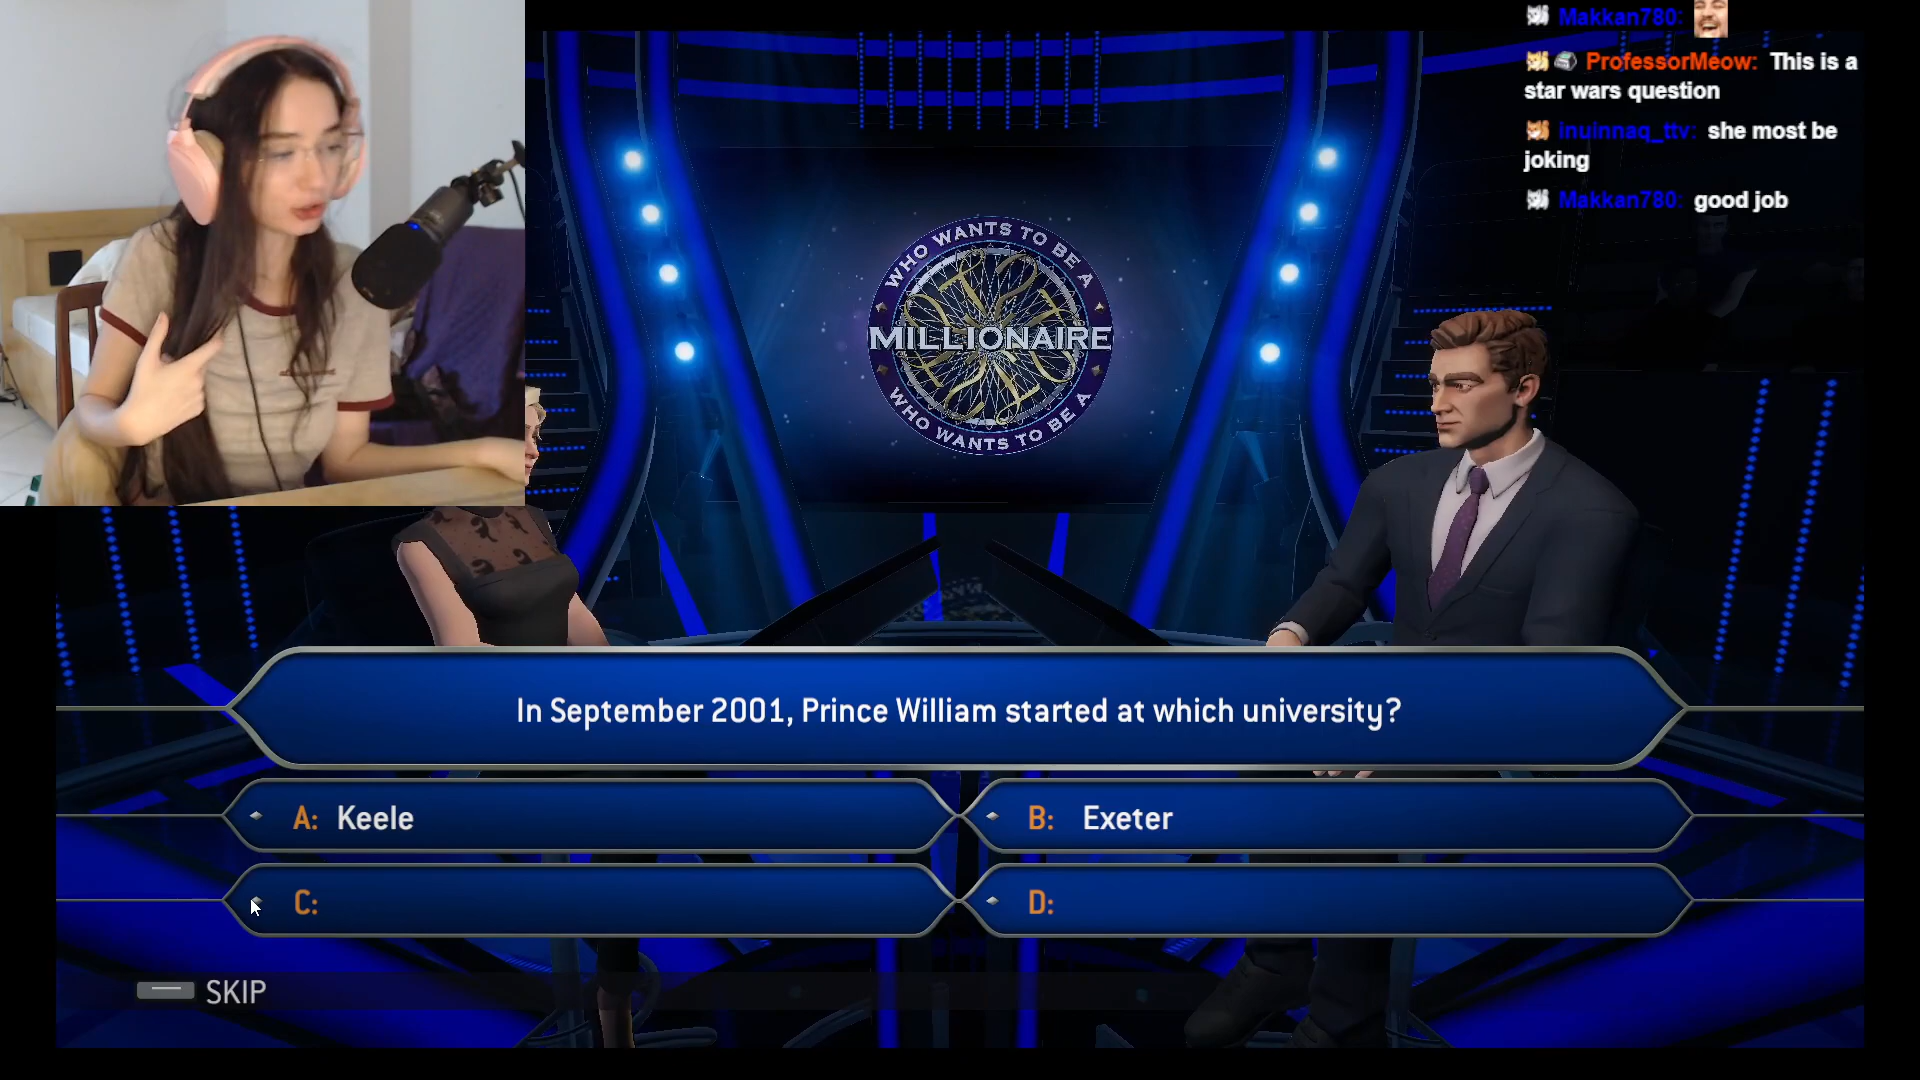 Makkan780:
ProfessorMeow: This is a
star wars question
inuinnaq_ttv: she most be
joking
Makkan780: good job
WHO WANTS TO BE A
MILLIONAIRE
WHO WANTS TO BE A
In September 2001, Prince William started at which university?
A: Keele
B: Exeter
C:
D:
SKIP